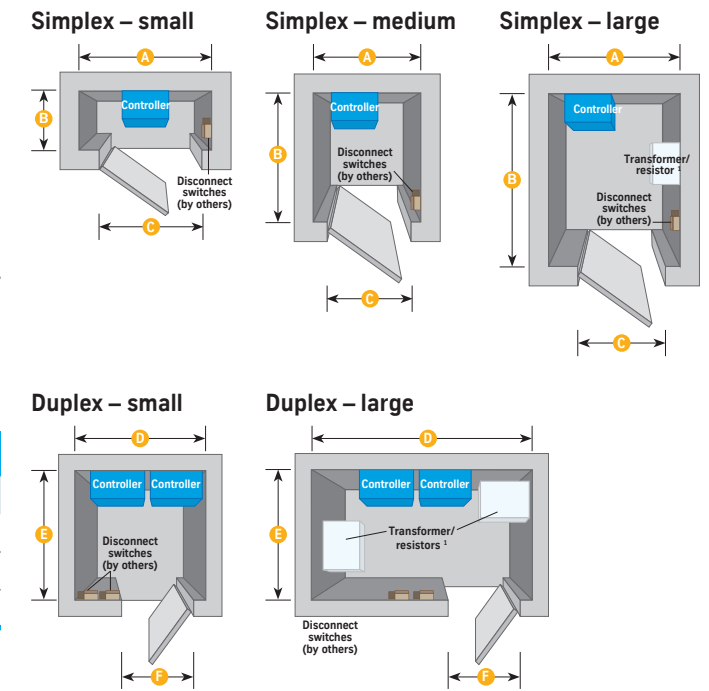 Simplex – small
Simplex – medium
Simplex – large
A
B
Controller
Disconnect
switches
(by others)
C
A
B
Controller
Disconnect
switches
(by others)
C
A
B
Controller
Transformer/
resistor ¹
Disconnect
switches
(by others)
C
Duplex – small
Duplex – large
D
E
Controller
Controller
Disconnect
switches
(by others)
F
D
E
Controller
Controller
Transformer/
resistors ¹
Disconnect
switches
(by others)
F